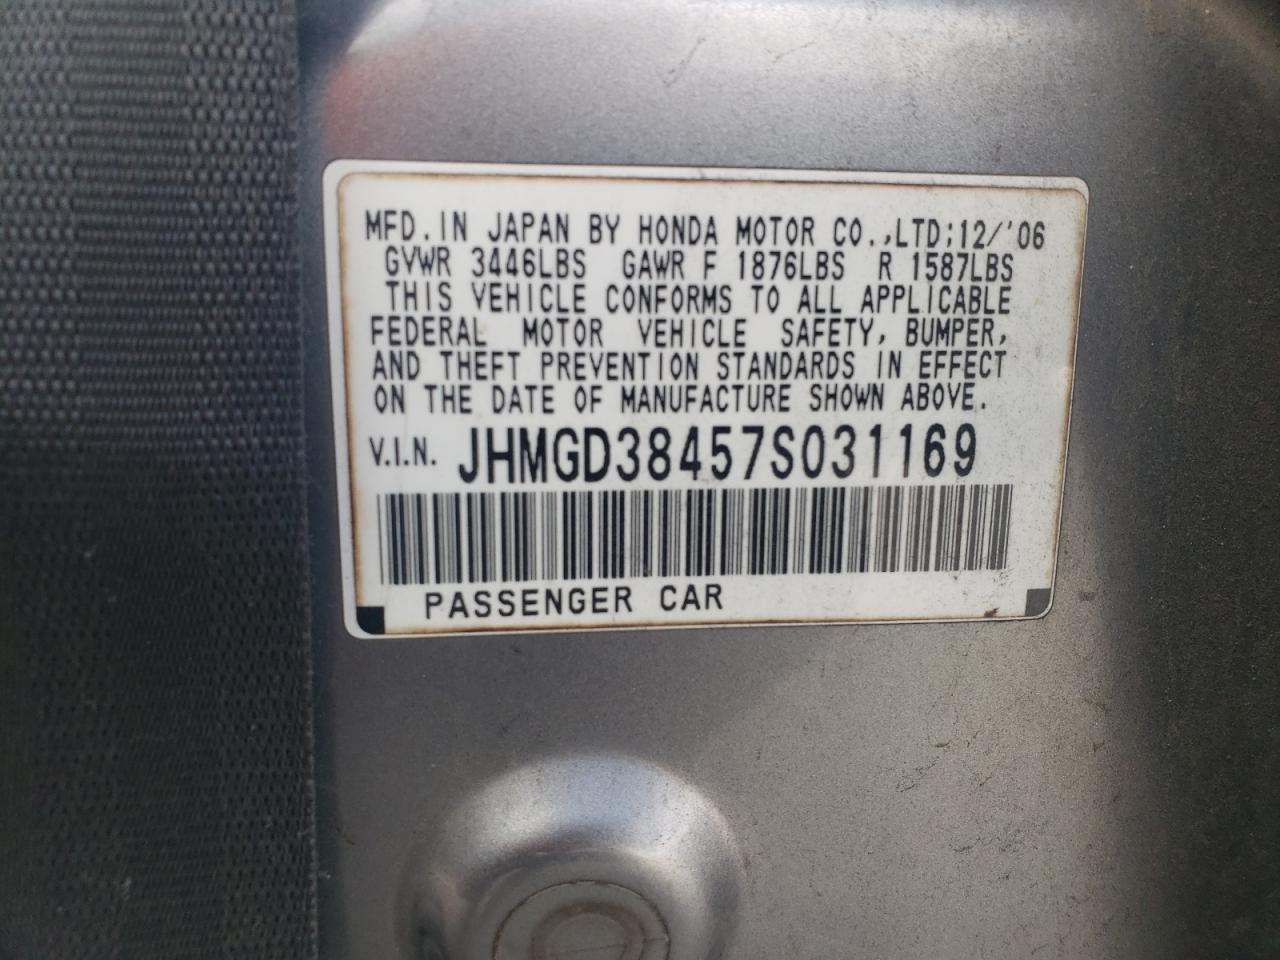 MFD. IN JAPAN BY HONDA MOTOR CO.,LTD;12/'06
GVWR 3446LBS GAWR F 1876LBS R 1587LBS
THIS VEHICLE CONFORMS TO ALL APPLICABLE
FEDERAL MOTOR VEHICLE SAFETY, BUMPER,
AND THEFT PREVENTION STANDARDS IN EFFECT
ON THE DATE OF MANUFACTURE SHOWN ABOVE.
V.I.N. JHMGD38457S031169
PASSENGER CAR